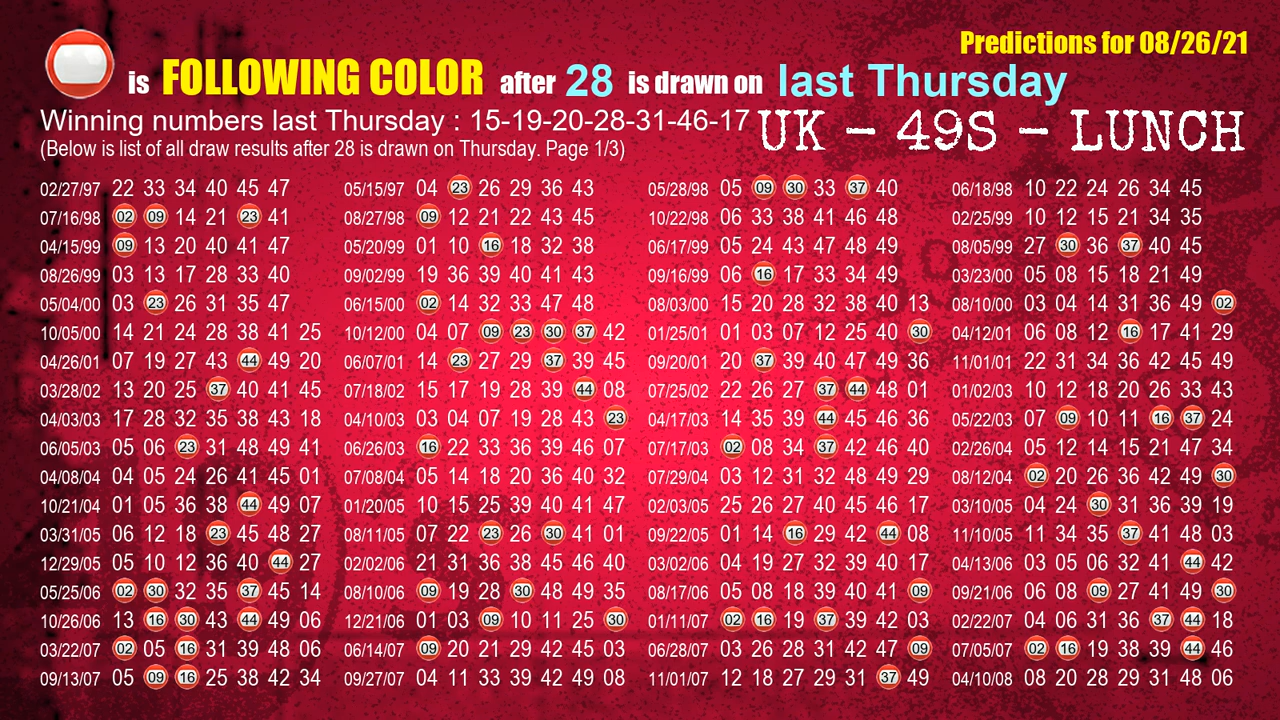 Predictions for 08/26/21
is FOLLOWING COLOR after 28 is drawn on last Thursday
Winning numbers last Thursday : 15-19-20-28-31-46-17
UK - 49S - LUNCH
(Below is list of all draw results after 28 is drawn on Thursday. Page 1/3)
02/27/97 22 33 34 40 45 47 05/15/97 04 23 26 29 36 43 05/28/98 05 09 30 33 37 40 06/18/98 10 22 24 26 34 45
07/16/98 02 09 14 21 23 41 08/27/98 09 12 21 22 43 45 10/22/98 06 33 38 41 46 48 02/25/99 10 12 15 21 34 35
04/15/99 09 13 20 40 41 47 05/20/99 01 10 16 18 32 38 06/17/99 05 24 43 47 48 49 08/05/99 27 30 36 37 40 45
08/26/99 03 13 17 28 33 40 09/02/99 19 36 39 40 41 43 09/16/99 06 16 17 33 34 49 03/23/00 05 08 15 18 21 49
05/04/00 03 23 26 31 35 47 06/15/00 02 14 32 33 47 48 08/03/00 15 20 28 32 38 40 13 08/10/00 03 04 14 31 36 49 02
10/05/00 14 21 24 28 38 41 25 10/12/00 04 07 09 23 30 37 42 01/25/01 01 03 07 12 25 40 30 04/12/01 06 08 12 16 17 41 29
04/26/01 07 19 27 43 44 49 20 06/07/01 14 23 27 29 37 39 45 09/20/01 20 37 39 40 47 49 36 11/01/01 22 31 34 36 42 45 49
03/28/02 13 20 25 37 40 41 45 07/18/02 15 17 19 28 39 44 08 07/25/02 22 26 27 37 44 48 01 01/02/03 10 12 18 20 26 33 43
04/03/03 17 28 32 35 38 43 18 04/10/03 03 04 07 19 28 43 23 04/17/03 14 35 39 44 45 46 36 05/22/03 07 09 10 11 16 37 24
06/05/03 05 06 23 31 48 49 41 06/26/03 16 22 33 36 39 46 07 07/17/03 02 08 34 37 42 46 40 02/26/04 05 12 14 15 21 47 34
04/08/04 04 05 24 26 41 45 01 07/08/04 05 14 18 20 36 40 32 07/29/04 03 12 31 32 48 49 29 08/12/04 02 20 26 36 42 49 30
10/21/04 01 05 36 38 44 49 07 01/20/05 10 15 25 39 40 41 47 02/03/05 25 26 27 40 45 46 17 03/10/05 04 24 30 31 36 39 19
03/31/05 06 12 18 23 45 48 27 08/11/05 07 22 23 26 30 41 01 09/22/05 01 14 16 29 42 44 08 11/10/05 11 34 35 37 41 48 03
12/29/05 05 10 12 36 40 44 27 02/02/06 21 31 36 38 45 46 40 03/02/06 04 19 27 32 39 40 17 04/13/06 03 05 06 32 41 44 42
05/25/06 02 30 32 35 37 45 14 08/10/06 09 19 28 30 48 49 35 08/17/06 05 08 18 39 40 41 09 09/21/06 06 08 09 27 41 49 30
10/26/06 13 16 30 43 44 49 06 12/21/06 01 03 09 10 11 25 30 01/11/07 02 16 19 37 39 42 03 02/22/07 04 06 31 36 37 44 18
03/22/07 02 05 16 31 39 48 06 06/14/07 09 20 21 29 42 45 03 06/28/07 03 26 28 31 42 47 09 07/05/07 02 16 19 38 39 44 46
09/13/07 05 09 16 25 38 42 34 09/27/07 04 11 33 39 42 49 08 11/01/07 12 18 27 29 31 37 49 04/10/08 08 20 28 29 31 48 06